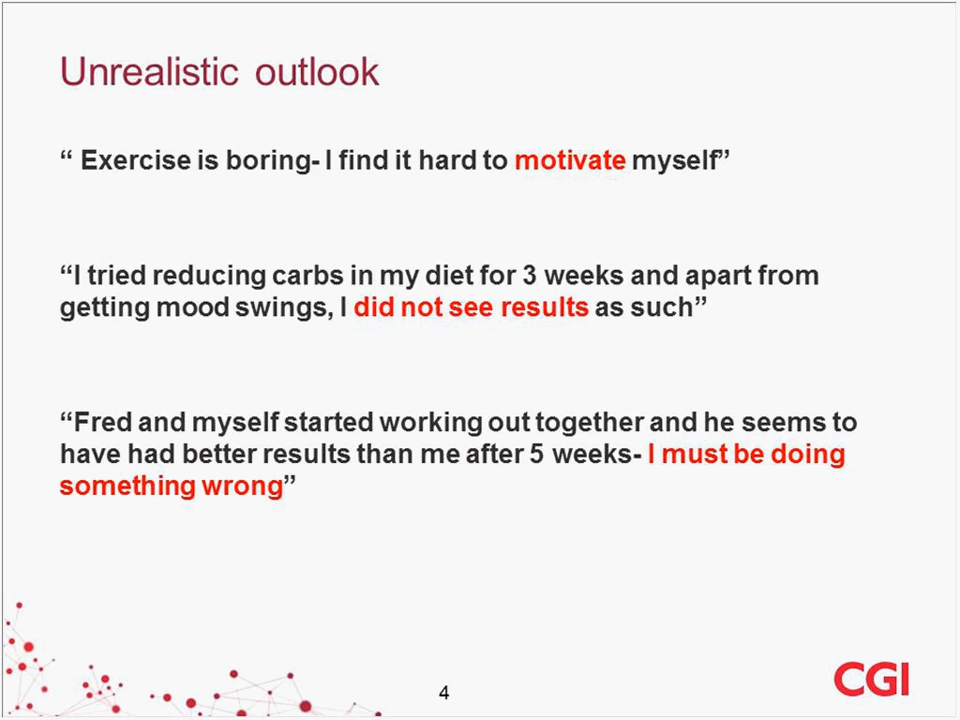 Unrealistic outlook
“ Exercise is boring- I find it hard to motivate myself”
“I tried reducing carbs in my diet for 3 weeks and apart from
getting mood swings, I did not see results as such”
“Fred and myself started working out together and he seems to
have had better results than me after 5 weeks- I must be doing
something wrong”
4
CGI